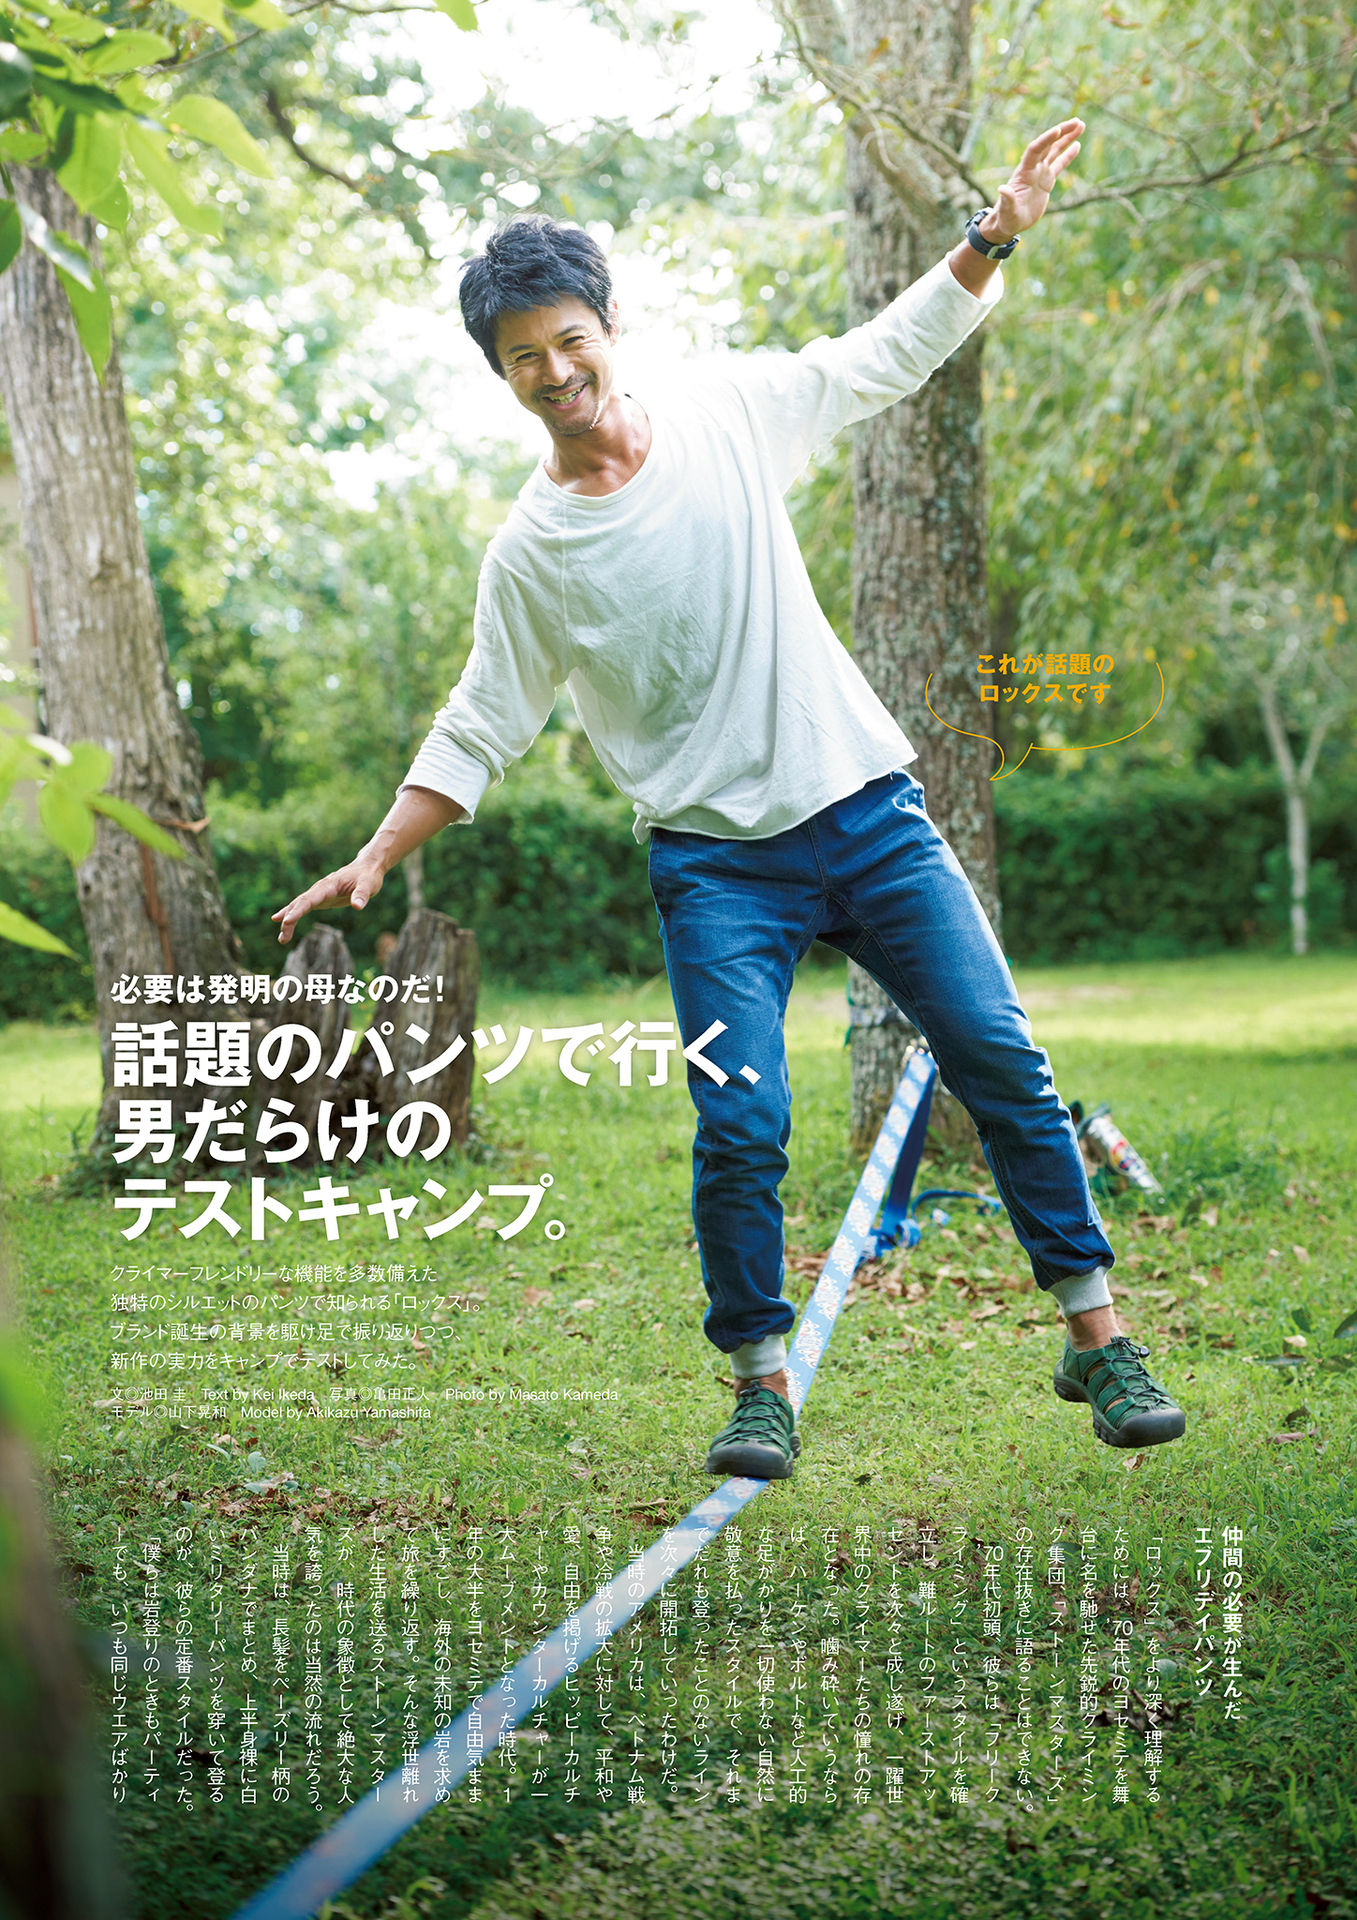 これが話題の
ロックスです
必要は発明の母なのだ!
話題のパンツで行く、
男だらけの
テストキャンプ。
クライマーフレンドリーな機能を多数備えた
独特のシルエットのパンツで知られる「ロックス」。
ブランド誕生の背景を駆け足で振り返りつつ、
新作の実力をキャンプでテストしてみた。
文◎池田 圭 Text by Kei Ikeda 写真◎亀田正人 Photo by Masato Kameda
モデル◎山下晃和 Model by Akikazu Yamashita
仲間の必要が生んだ
エブリデイパンツ
「ロックス」をより深く理解する
ためには、'70年代のヨセミテを舞
台に名を馳せた先鋭的クライミン
グ集団、「ストーンマスターズ」
の存在抜きに語ることはできない。
'70年代初頭、彼らは「フリーク
ライミング」というスタイルを確
立し、難ルートのファーストアッ
セントを次々と成し遂げ、一躍世
界中のクライマーたちの憧れの存
在となった。噛み砕いていうなら
ば、ハーケンやボルトなど人工的
な足がかりを一切使わない自然に
敬意を払ったスタイルで、それま
でだれも登ったことのないライン
を次々に開拓していったわけだ。
当時のアメリカは、ベトナム戦
争や冷戦の拡大に対して、平和や
愛、自由を掲げるヒッピーカルチ
ャーやカウンターカルチャーが一
大ムーブメントとなった時代。1
年の大半をヨセミテで自由気まま
にすごし、海外の未知の岩を求め
て旅を繰り返す。そんな浮世離れ
した生活を送るストーンマスター
ズが、時代の象徴として絶大な人
気を誇ったのは当然の流れだろう。
当時は、長髪をペーズリー柄の
バンダナでまとめ、上半身裸に白
いミリタリーパンツを穿いて登る
のが、彼らの定番スタイルだった。
「僕らは岩登りのときもパーティ
ーでも、いつも同じウエアばかり